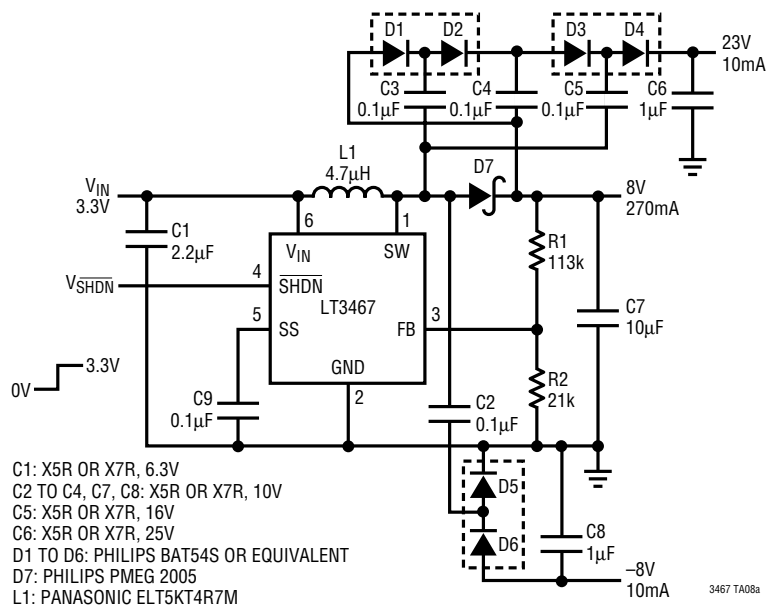 D1
D2
D3
D4
23V
10mA
C3
0.1µF
C4
0.1µF
C5
0.1µF
C6
1µF
L1
4.7µH
D7
VIN
3.3V
8V
270mA
C1
2.2µF
6
1
VIN
SW
R1
113k
VSHDN
4
SHDN
LT3467
C7
10µF
5
SS
FB
3
GND
2
0V
3.3V
C9
0.1µF
C2
0.1µF
R2
21k
C1: X5R OR X7R, 6.3V
C2 TO C4, C7, C8: X5R OR X7R, 10V
C5: X5R OR X7R, 16V
C6: X5R OR X7R, 25V
D1 TO D6: PHILIPS BAT54S OR EQUIVALENT
D7: PHILIPS PMEG 2005
L1: PANASONIC ELT5KT4R7M
D5
D6
C8
1µF
–8V
10mA
3467 TA08a